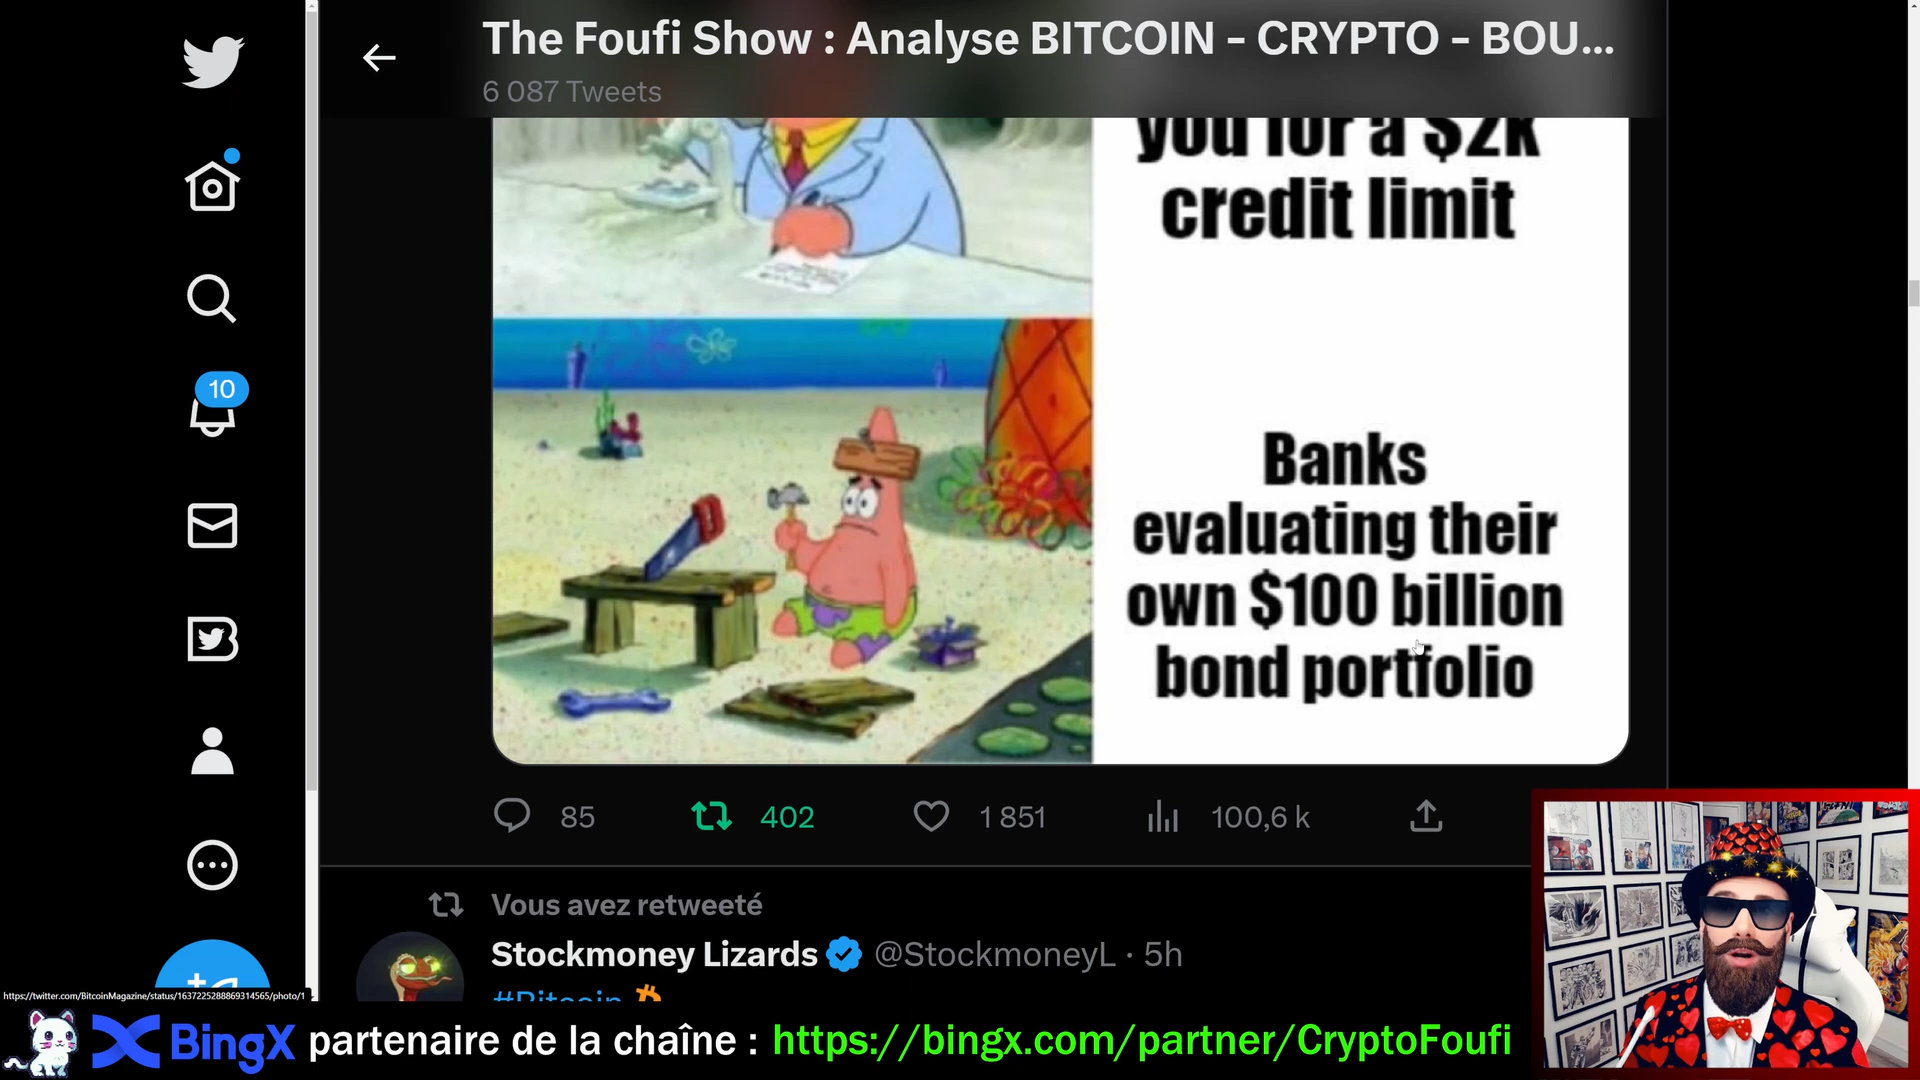 The Foufi Show : Analyse BITCOIN - CRYPTO - BOU...
6 087 Tweets
you for a $2k
credit limit
10
Banks
evaluating their
own $100 billion
bond portfolio
85
402
1 851
100,6 k
Vous avez retweeté
Stockmoney Lizards @StockmoneyL · 5h
#Bitcoin
https://twitter.com/BitcoinMagazine/status/1637225288869314565/photo/1
BingX partenaire de la chaîne : https://bingx.com/partner/CryptoFoufi